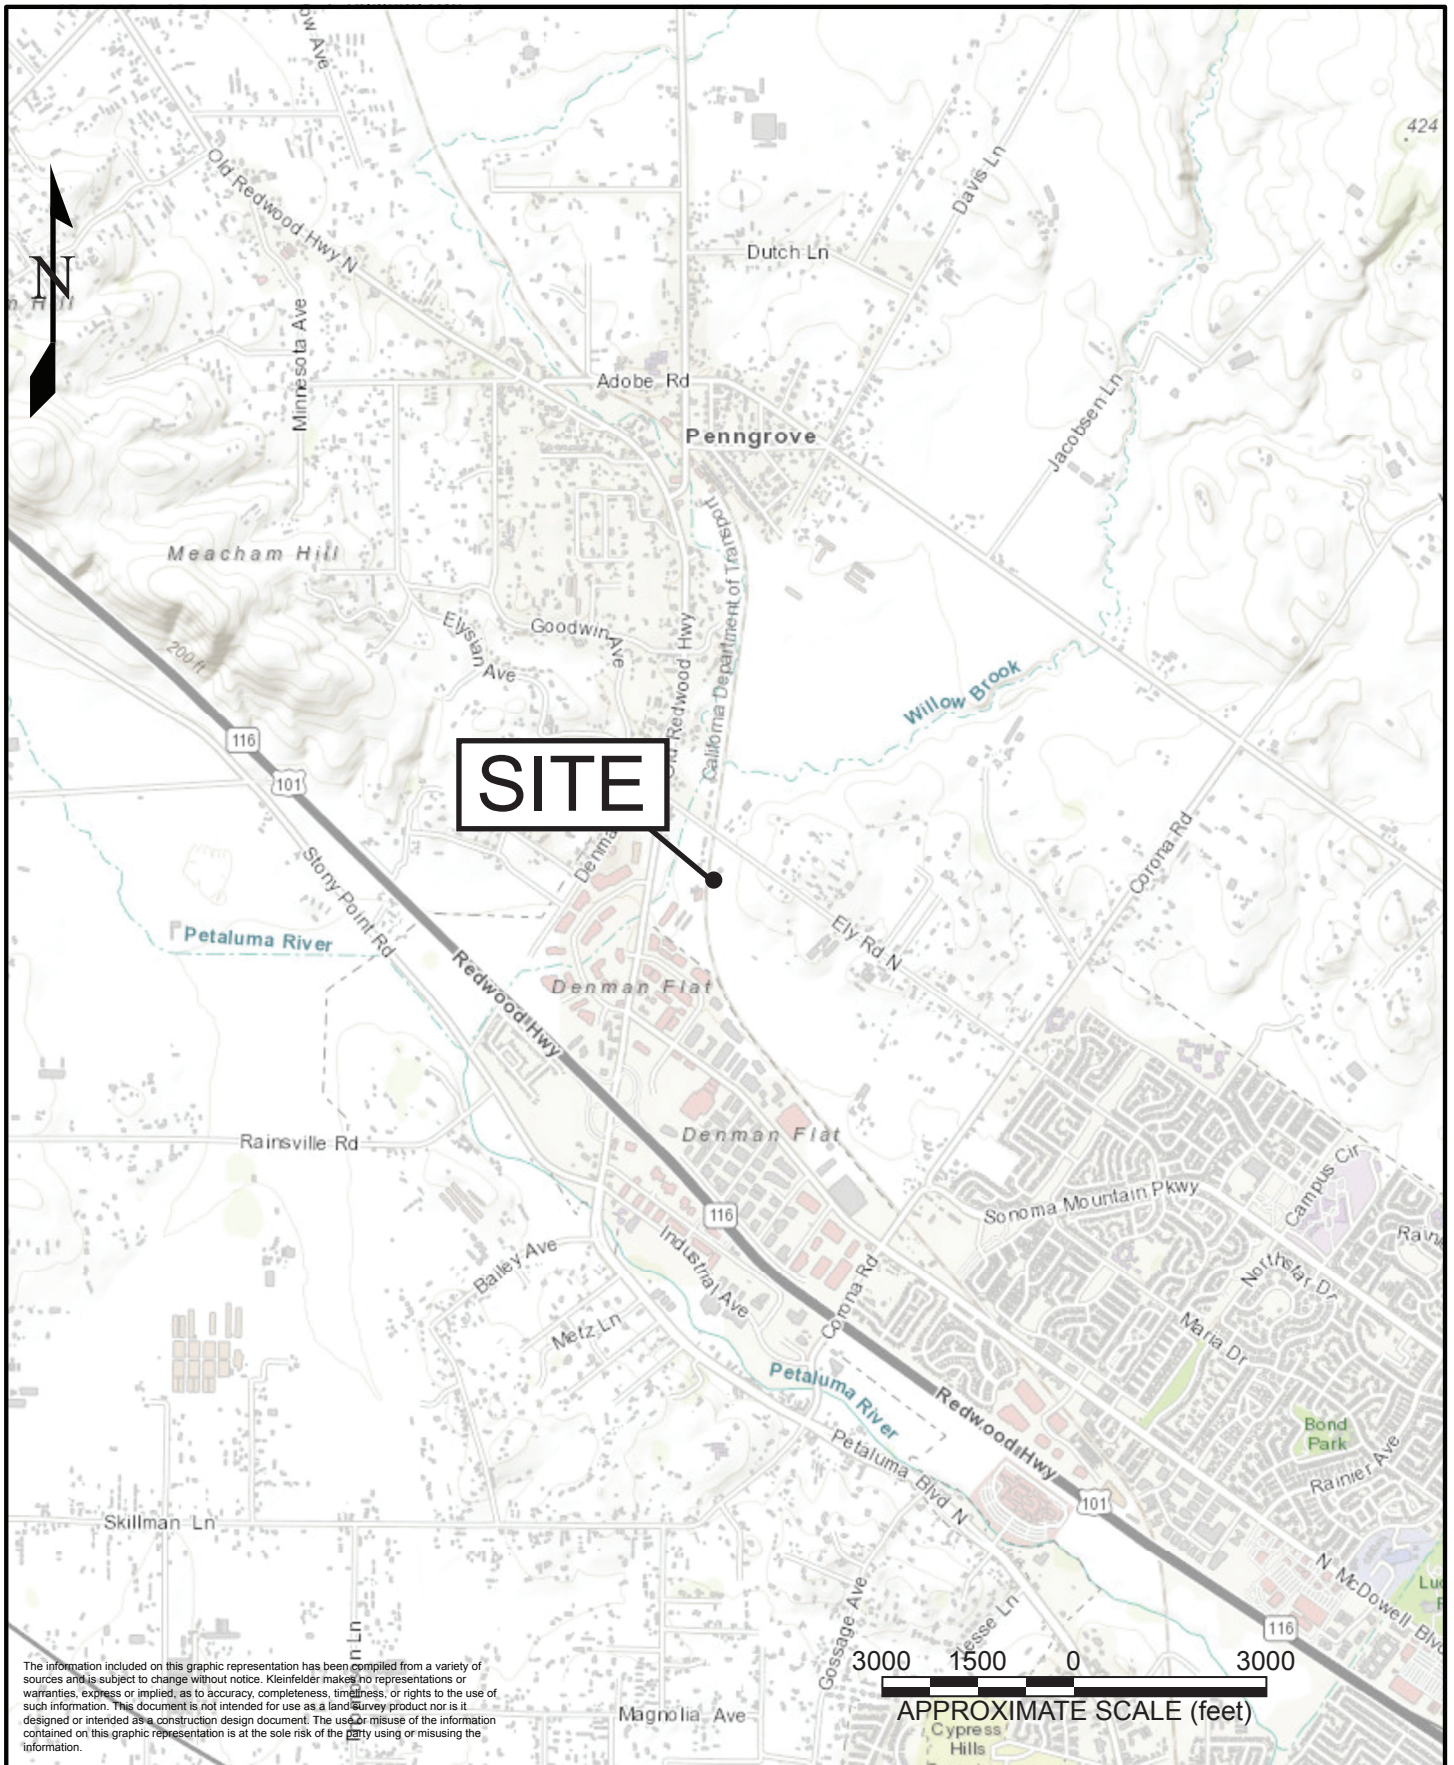 ow Ave
424
Old Redwood Hwy N
Davis Ln
Dutch Ln
N
Hill
Minnesota Ave
Adobe Rd
Jacobsen Ln
Penngrove
Meacham Hill
California Department of Transport
Elysian Ave
Goodwin Ave
Old Redwood Hwy
200 ft
Willow Brook
116
SITE
101
Denma
Corona Rd
Stony Point Rd
Ely Rd N
Petaluma River
Redwood Hwy
Denman Flat
Rainsville Rd
Denman Flat
Campus Cir
Sonoma Mountain Pkwy
116
Industrial Ave
Bailey Ave
Northstar Dr
Corona Rd
Metz Ln
Maria Dr
Petaluma River
Redwood Hwy
Bond
Park
Rainier Ave
Petaluma Blvd N
101
Skillman Ln
N McDowell Blvd
Gossage Ave
Jesse Ln
116
3000 1500 0 3000
APPROXIMATE SCALE (feet)
Magnolia Ave
Cypress
Hills
The information included on this graphic representation has been compiled from a variety of
sources and is subject to change without notice. Kleinfelder makes no representations or
warranties, express or implied, as to accuracy, completeness, timeliness, or rights to the use of
such information. This document is not intended for use as a land survey product nor is it
designed or intended as a construction design document. The use or misuse of the information
contained on this graphic representation is at the sole risk of the party using or misusing the
information.